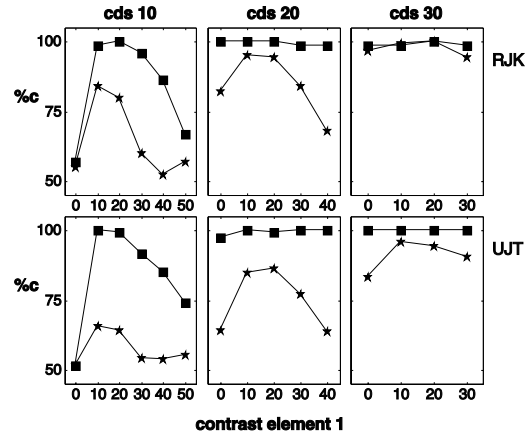 cds 10 cds 20 cds 30
100
75
50
%c
0 10 20 30 40 50
0 10 20 30 40
0 10 20 30
RJK
100
75
50
%c
0 10 20 30 40 50
0 10 20 30 40
0 10 20 30
UJT
contrast element 1